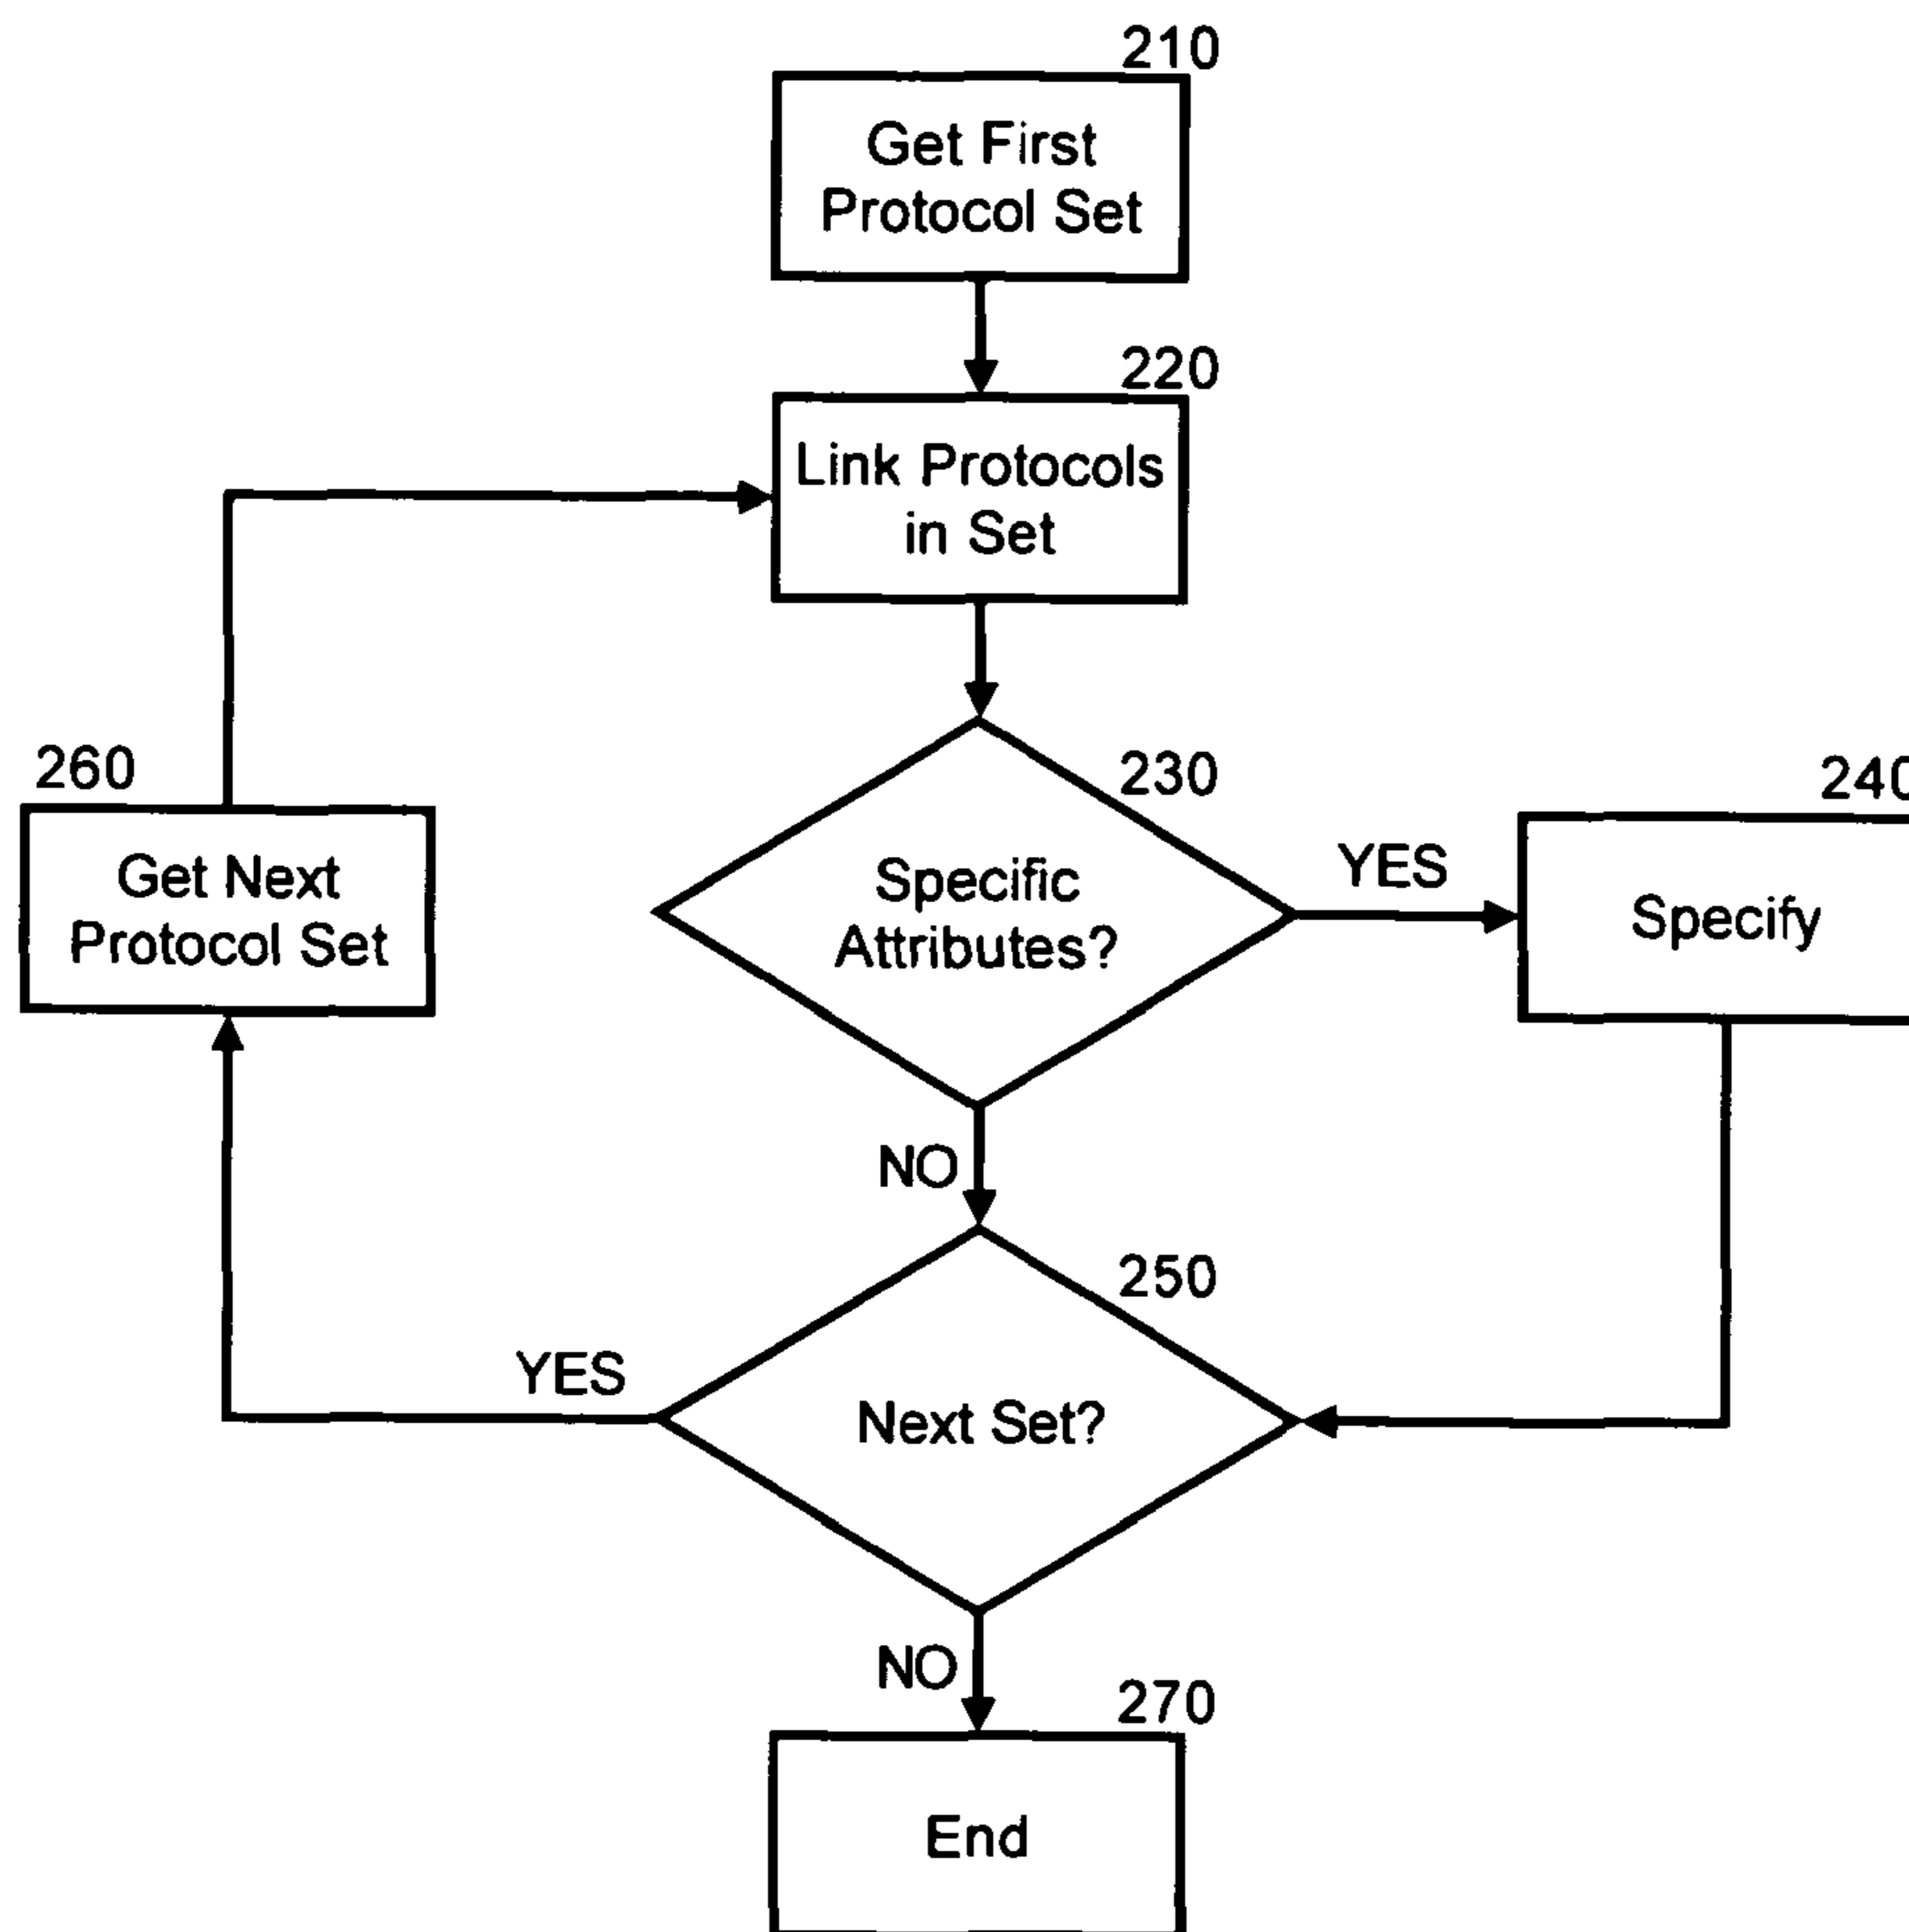 210
Get First
Protocol Set
220
Link Protocols
in Set
230
Specific
Attributes?
YES
240
Specify
260
Get Next
Protocol Set
NO
250
Next Set?
YES
NO
270
End